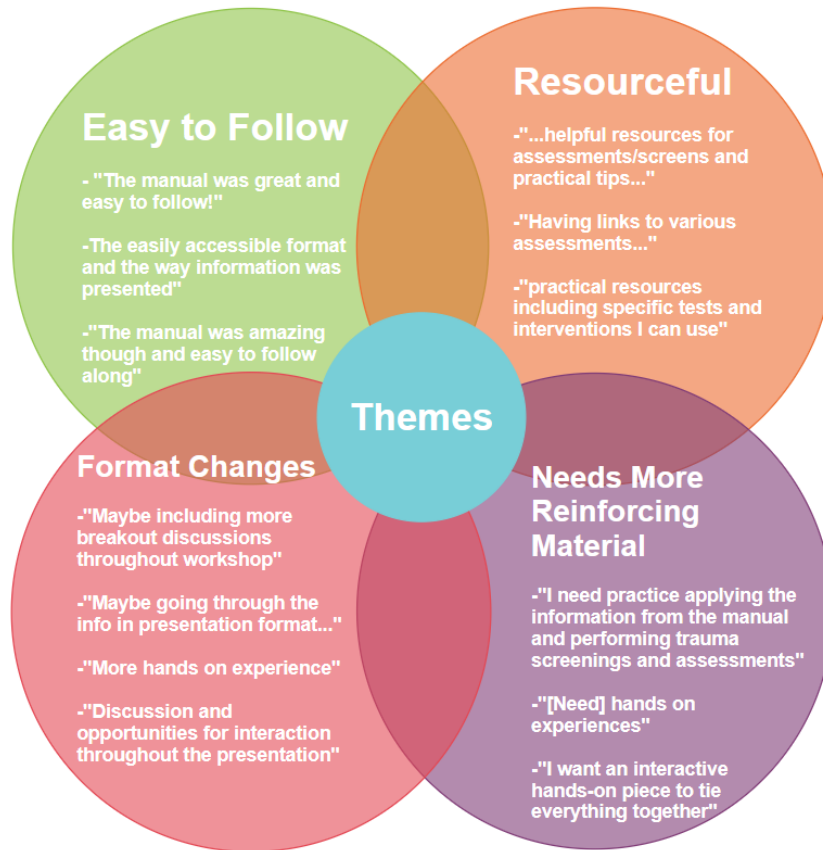 Easy to Follow
- "The manual was great and
easy to follow!"
-The easily accessible format
and the way information was
presented"
-"The manual was amazing
though and easy to follow
along"
Resourceful
-"...helpful resources for
assessments/screens and
practical tips..."
-"Having links to various
assessments..."
-"practical resources
including specific tests and
interventions I can use"
Themes
Format Changes
-"Maybe including more
breakout discussions
throughout workshop"
-"Maybe going through the
info in presentation format..."
-"More hands on experience"
-"Discussion and
opportunities for interaction
throughout the presentation"
Needs More
Reinforcing
Material
-"I need practice applying the
information from the manual
and performing trauma
screenings and assessments"
-"[Need] hands on
experiences"
-"I want an interactive
hands-on piece to tie
everything together"